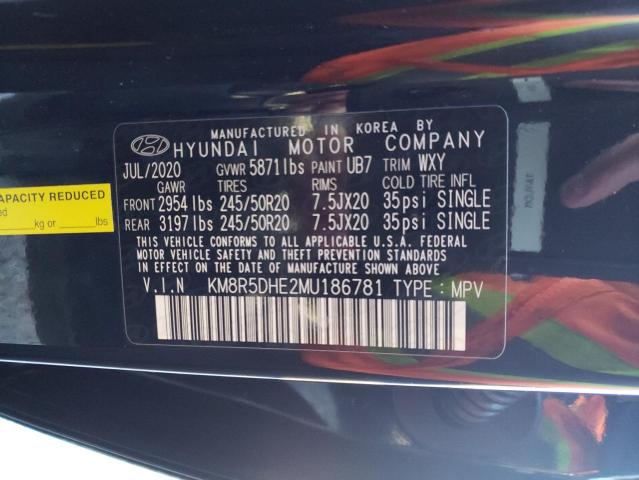 MANUFACTURED IN KOREA BY
HYUNDAI MOTOR COMPANY
JUL/2020 GVWR 5871lbs PAINT UB7 TRIM WXY
GAWR TIRES RIMS COLD TIRE INFL
FRONT 2954 lbs 245/50R20 7.5JX20 35psi SINGLE
REAR 3197 lbs 245/50R20 7.5JX20 35psi SINGLE
THIS VEHICLE CONFORMS TO ALL APPLICABLE U.S.A. FEDERAL
MOTOR VEHICLE SAFETY AND THEFT PREVENTION STANDARDS
IN EFFECT ON THE DATE OF MANUFACTURE SHOWN ABOVE
V.I.N KM8R5DHE2MU186781 TYPE : MPV
CAPACITY REDUCED
kg or lbs